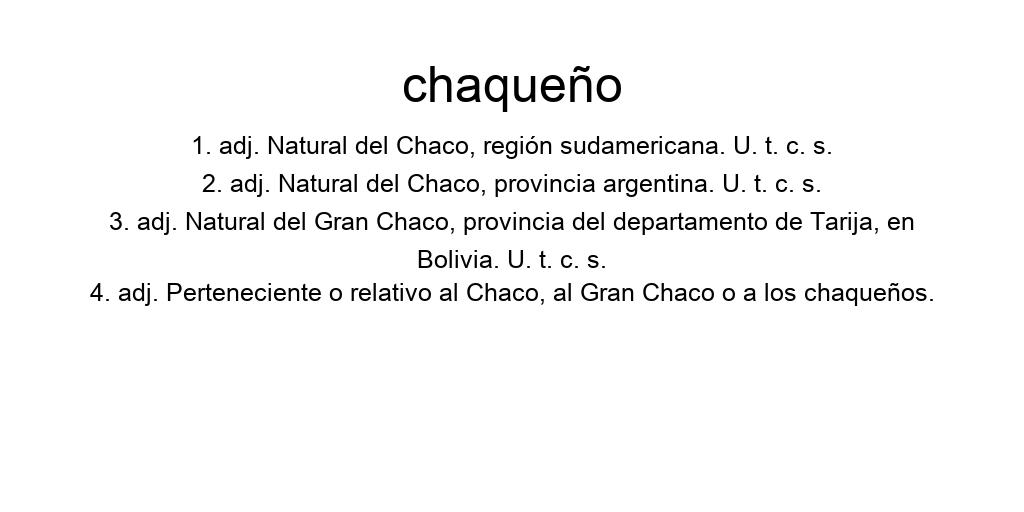 chaqueño
1. adj. Natural del Chaco, región sudamericana. U. t. c. s.
2. adj. Natural del Chaco, provincia argentina. U. t. c. s.
3. adj. Natural del Gran Chaco, provincia del departamento de Tarija, en
Bolivia. U. t. c. s.
4. adj. Perteneciente o relativo al Chaco, al Gran Chaco o a los chaqueños.